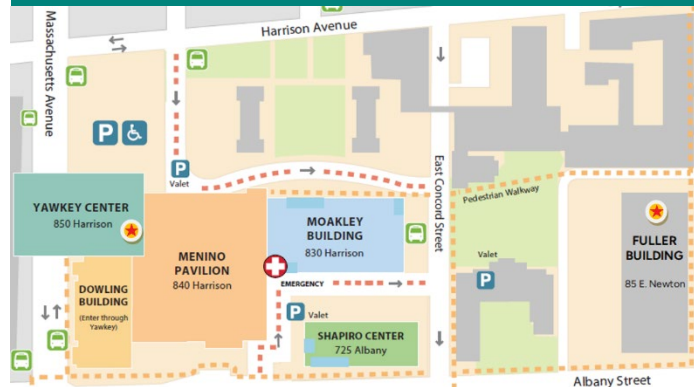 Harrison Avenue
Massachusetts Avenue
P
P
Valet
East Concord Street
Pedestrian Walkway
YAWKEY CENTER
850 Harrison
MOAKLEY
BUILDING
830 Harrison
MENINO
PAVILION
840 Harrison
FULLER
BUILDING
85 E. Newton
DOWLING
BUILDING
(Enter through
Yawkey)
EMERGENCY
Valet
P
P
Valet
SHAPIRO CENTER
725 Albany
Albany Street